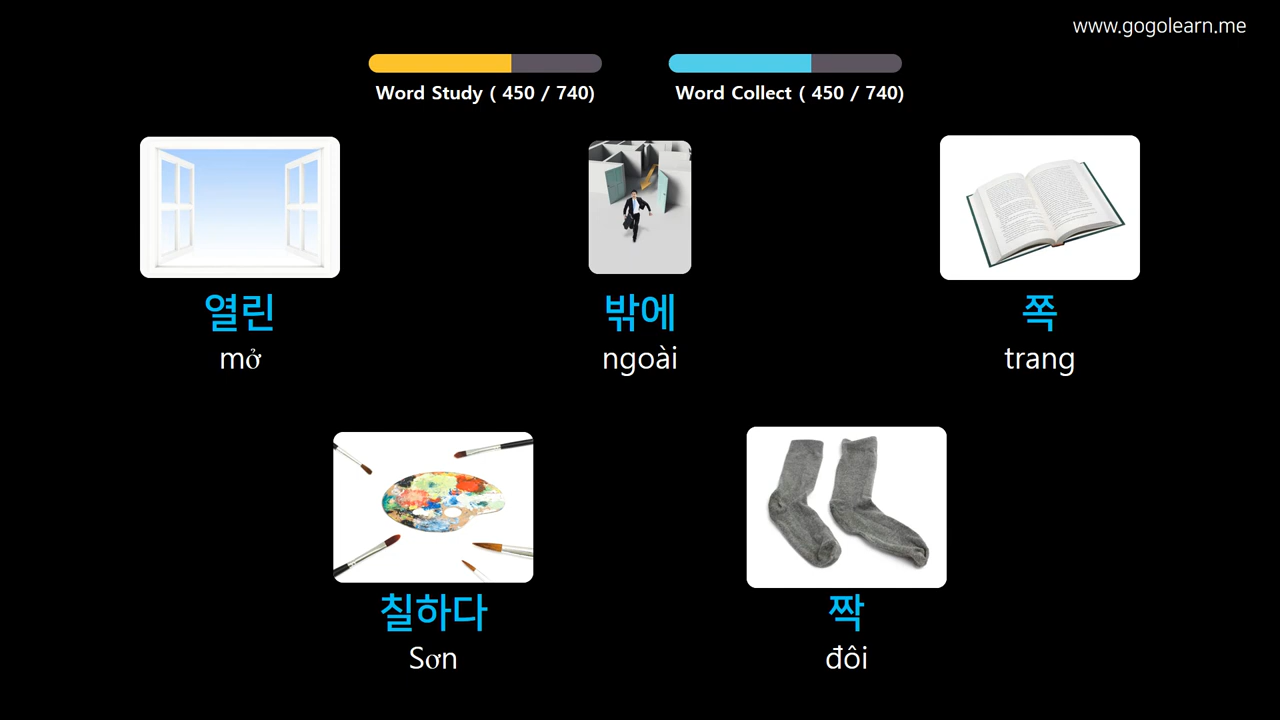 www.gogolearn.me
Word Study ( 450 / 740)
Word Collect ( 450 / 740)
열린
mở
밖에
ngoài
쪽
trang
칠하다
Sơn
짝
đôi